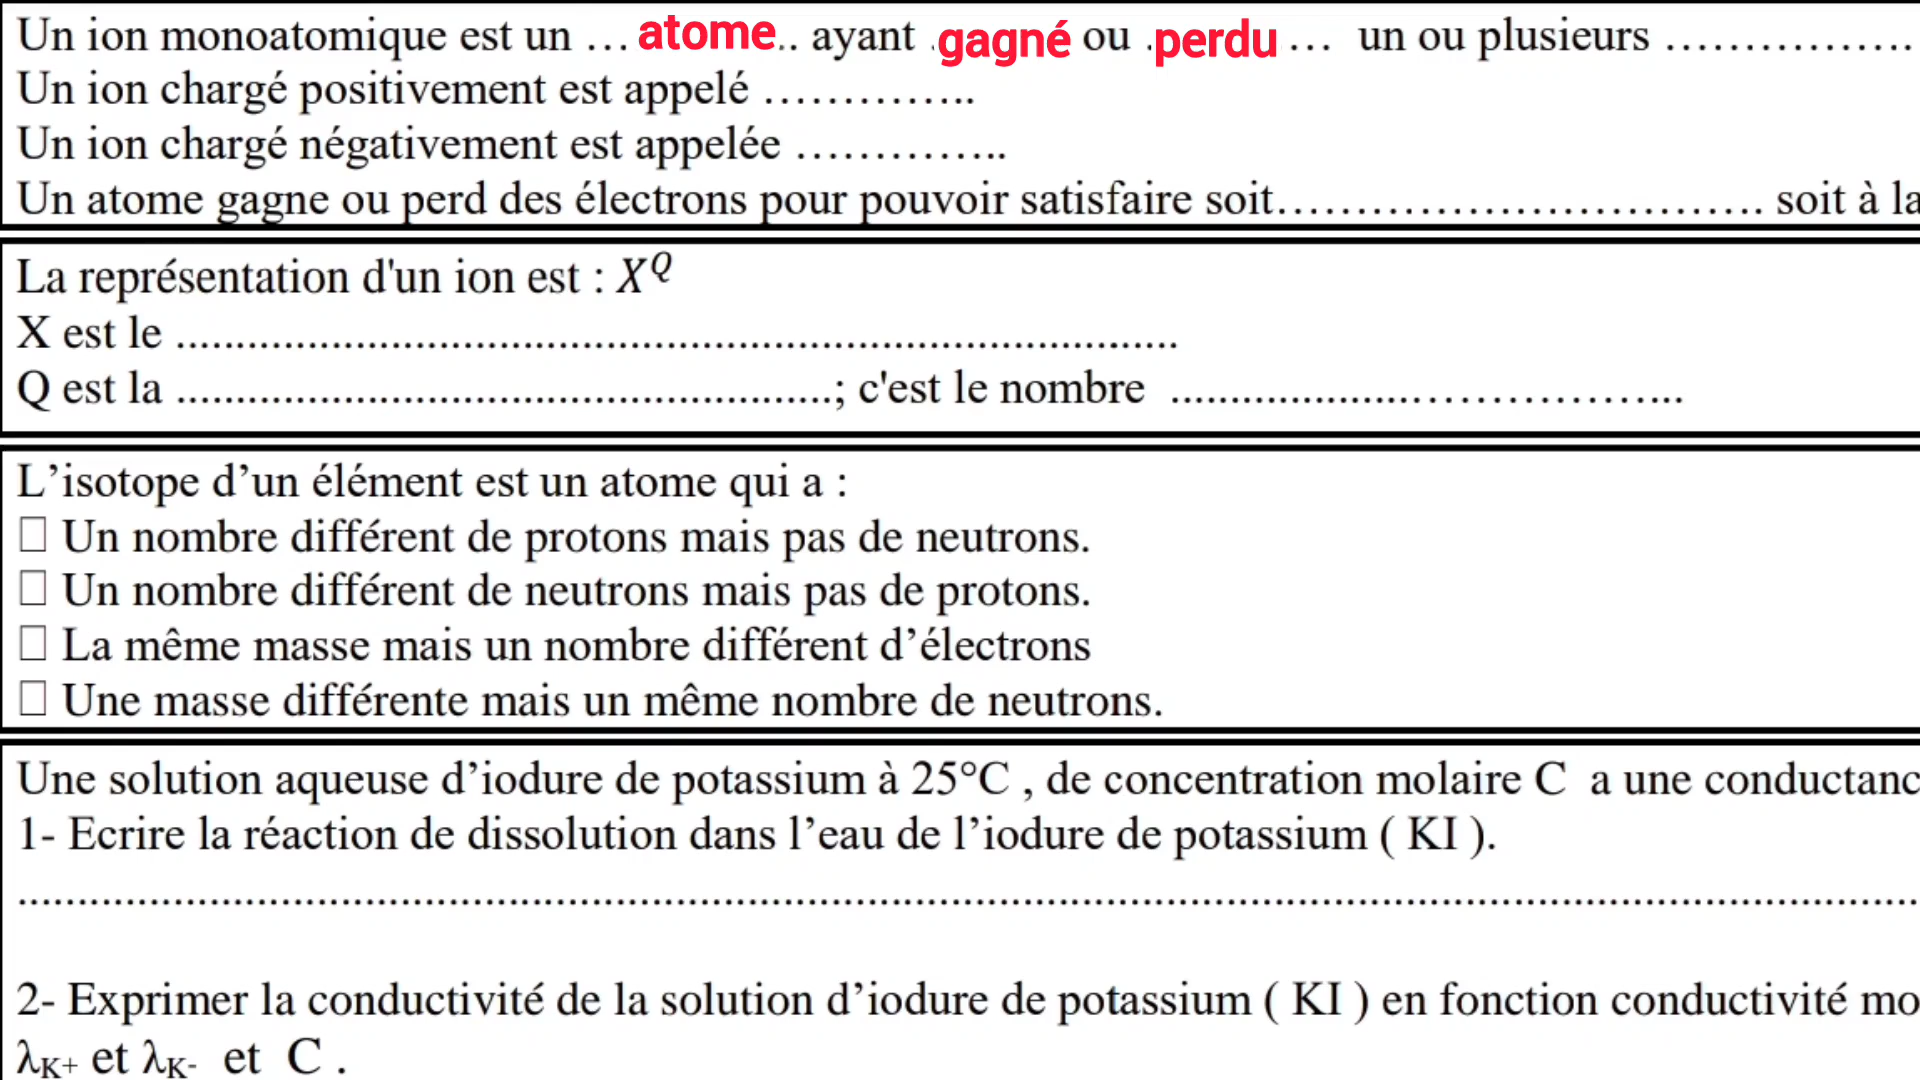 Un ion monoatomique est un … atome.. ayant .gagné ou .perdu… un ou plusieurs …………….
Un ion chargé positivement est appelé …………..
Un ion chargé négativement est appelée …………..
Un atome gagne ou perd des électrons pour pouvoir satisfaire soit…………………………. soit à la
La représentation d'un ion est : X^Q
X est le ....................................................................................
Q est la .......................................................; c'est le nombre .....................………………..
L’isotope d’un élément est un atome qui a :
□ Un nombre différent de protons mais pas de neutrons.
□ Un nombre différent de neutrons mais pas de protons.
□ La même masse mais un nombre différent d’électrons
□ Une masse différente mais un même nombre de neutrons.
Une solution aqueuse d’iodure de potassium à 25°C , de concentration molaire C a une conductanc
1- Ecrire la réaction de dissolution dans l’eau de l’iodure de potassium ( KI ).
................................................................................................................................................................
2- Exprimer la conductivité de la solution d’iodure de potassium ( KI ) en fonction conductivité mo
λK+ et λK- et C .